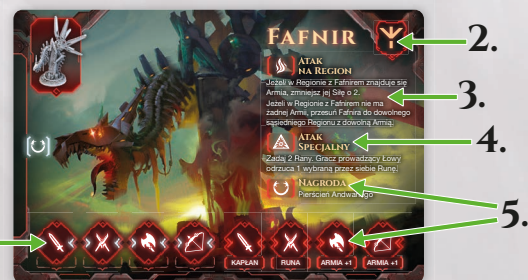 FAFNIR
2.
ATAK
NA REGION
Jeżeli w Regionie z Fafnirem znajduje się
Armia, zmniejsz jej Siłę o 2.
Jeżeli w Regionie z Fafnirem nie ma
żadnej Armii, przesuń Fafnira do dowolnego
sąsiedniego Regionu z dowolną Armią.
3.
ATAK
SPECJALNY
4.
Zadaj 2 Rany. Gracz prowadzący Łowy
odrzuca 1 wybraną przez siebie Runę.
NAGRODA
Pierścień
5.
KAPŁAN
RUNA
ARMIA +1
ARMIA +1